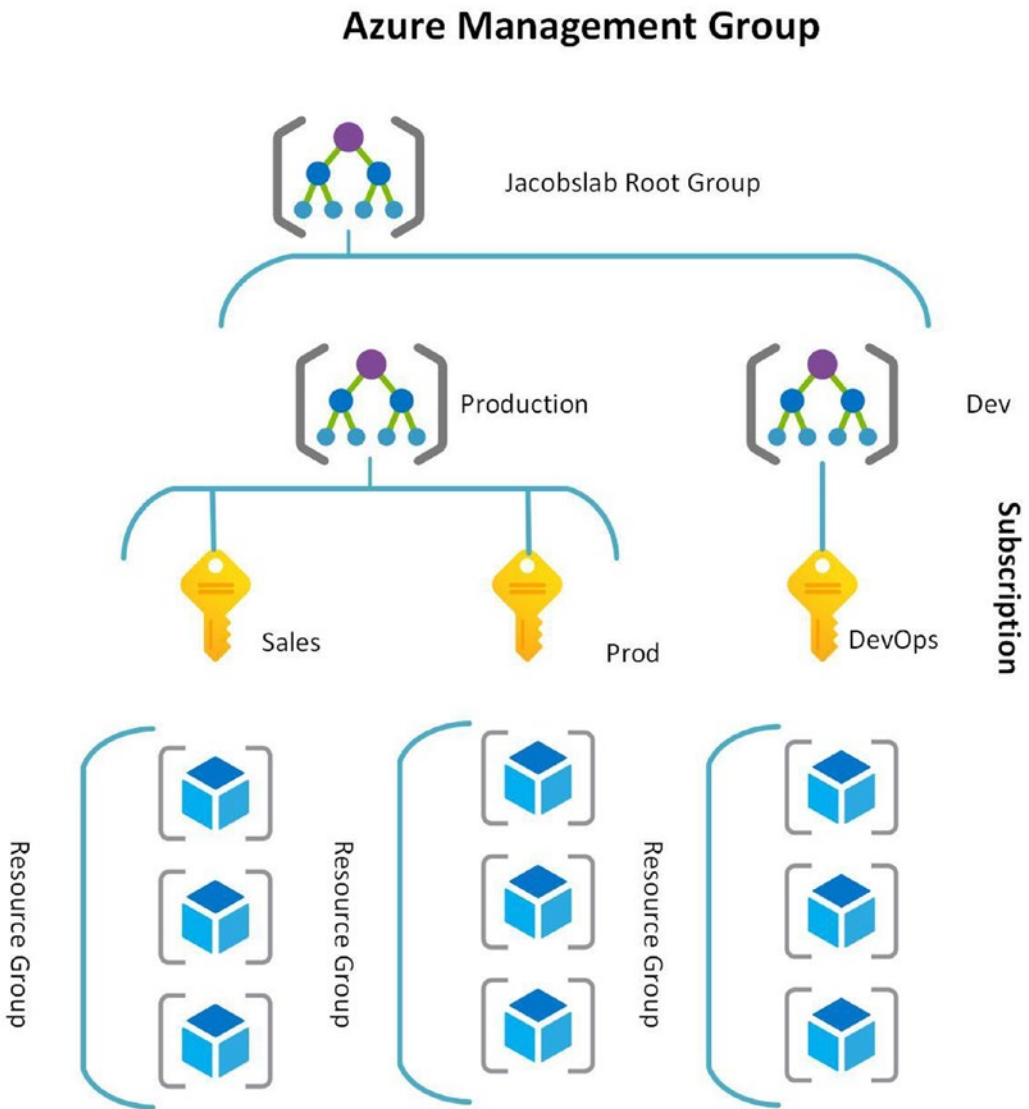 Azure Management Group
Jacobslab Root Group
Production
Dev
Subscription
Sales
Prod
DevOps
Resource Group
Resource Group
Resource Group